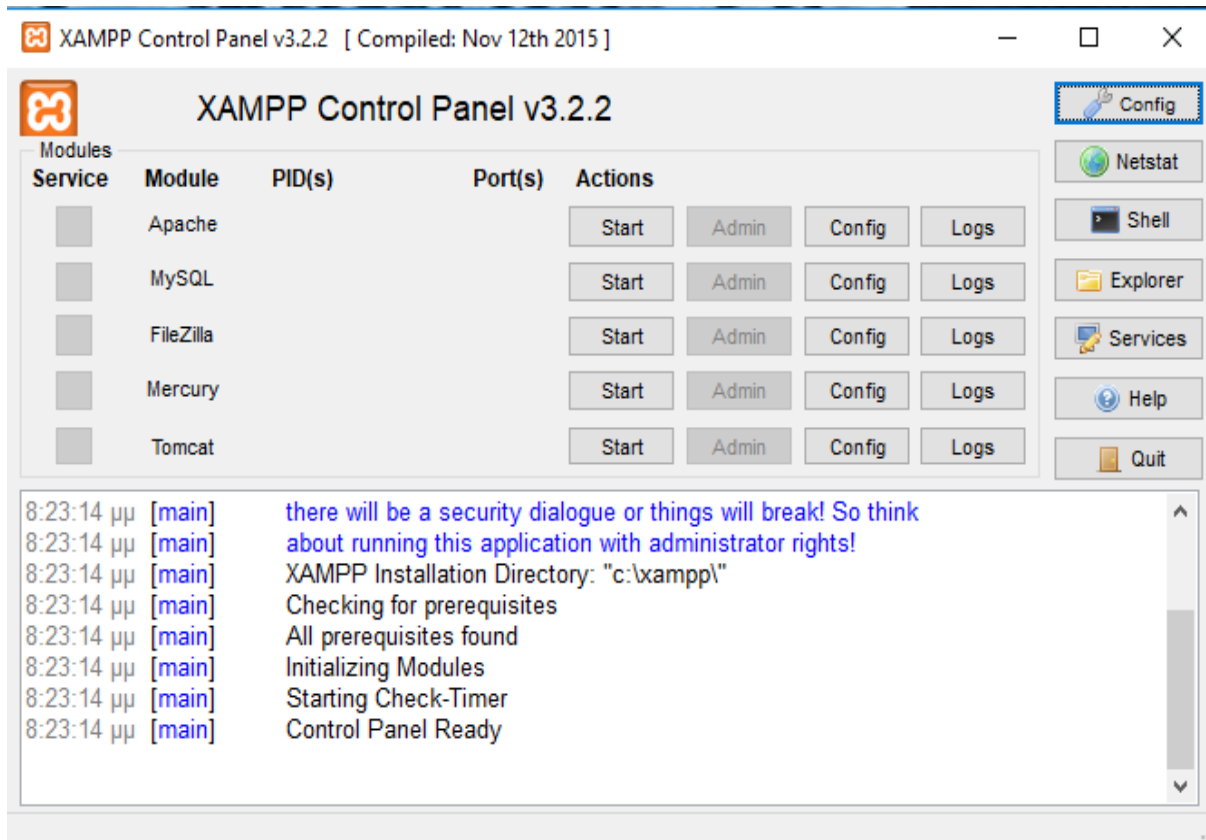 XAMPP Control Panel v3.2.2 [ Compiled: Nov 12th 2015 ]
XAMPP Control Panel v3.2.2
Config
Modules
Netstat
Service Module PID(s) Port(s) Actions
Apache Start Admin Config Logs
Shell
MySQL Start Admin Config Logs
Explorer
FileZilla Start Admin Config Logs
Services
Mercury Start Admin Config Logs
Help
Tomcat Start Admin Config Logs
Quit
8:23:14 μμ [main] there will be a security dialogue or things will break! So think
8:23:14 μμ [main] about running this application with administrator rights!
8:23:14 μμ [main] XAMPP Installation Directory: "c:\xampp\"
8:23:14 μμ [main] Checking for prerequisites
8:23:14 μμ [main] All prerequisites found
8:23:14 μμ [main] Initializing Modules
8:23:14 μμ [main] Starting Check-Timer
8:23:14 μμ [main] Control Panel Ready